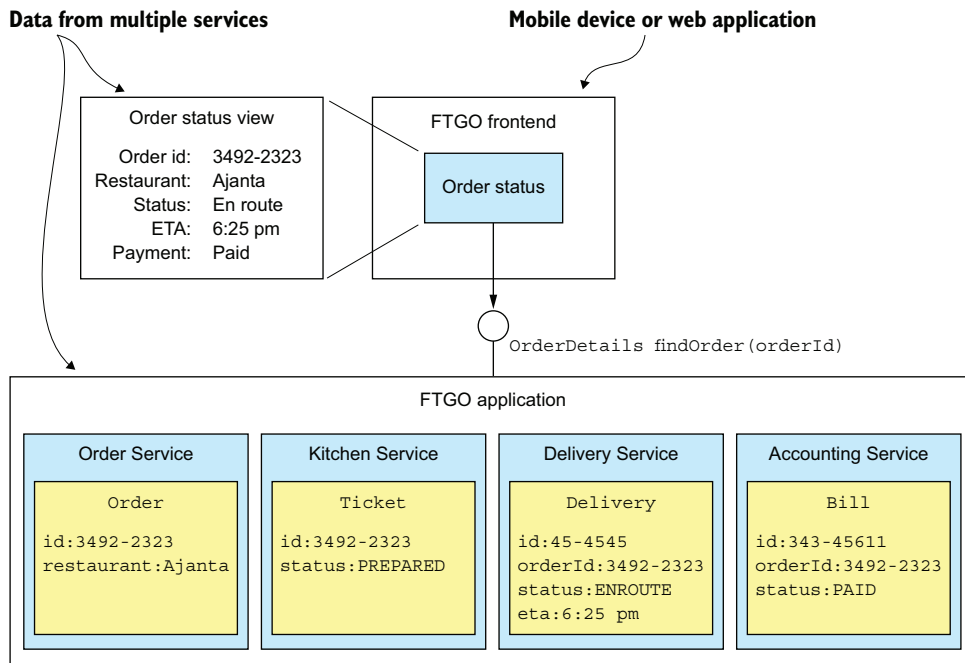 Data from multiple services
Mobile device or web application
Order status view
Order id: 3492-2323
Restaurant: Ajanta
Status: En route
ETA: 6:25 pm
Payment: Paid
FTGO frontend
Order status
OrderDetails findOrder(orderId)
FTGO application
Order Service
Order
id:3492-2323
restaurant:Ajanta
Kitchen Service
Ticket
id:3492-2323
status:PREPARED
Delivery Service
Delivery
id:45-4545
orderId:3492-2323
status:ENROUTE
eta:6:25 pm
Accounting Service
Bill
id:343-45611
orderId:3492-2323
status:PAID